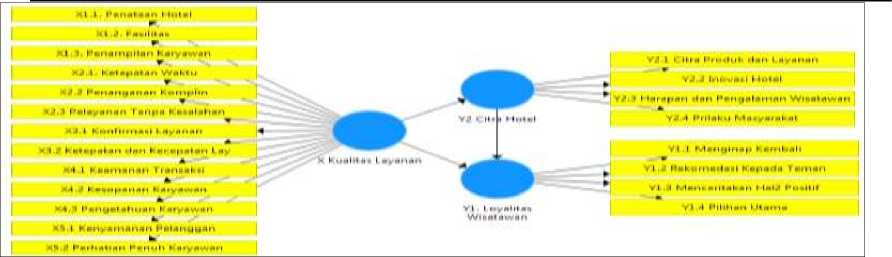 X1.1. Penataan Hotel
X1.2. Fasilitas
X1.3. Penampilan Karyawan
X2.1. Ketepatan Waktu
X2.2 Penanganan Komplin
X2.3 Pelayanan Tanpa Kesalahan
X3.1 Konfirmasi Layanan
X3.2 Ketepatan dan Kecepatan Lay
X4.1 Keamanan Transaksi
X4.2 Kesopanan Karyawan
X4.3 Pengetahuan Karyawan
X5.1 Kenyamanan Pelanggan
X5.2 Perhatian Penuh Karyawan
X Kualitas Layanan
Y2 Citra Hotel
Y1. Loyalitas
Wisatawan
Y2.1 Citra Produk dan Layanan
Y2.2 Inovasi Hotel
Y2.3 Harapan dan Pengalaman Wisatawan
Y2.4 Prilaku Masyarakat
Y1.1 Menginap Kembali
Y1.2 Rekomedasi Kepada Teman
Y1.3 Menceritakan Hal2 Positif
Y1.4 Pilihan Utama